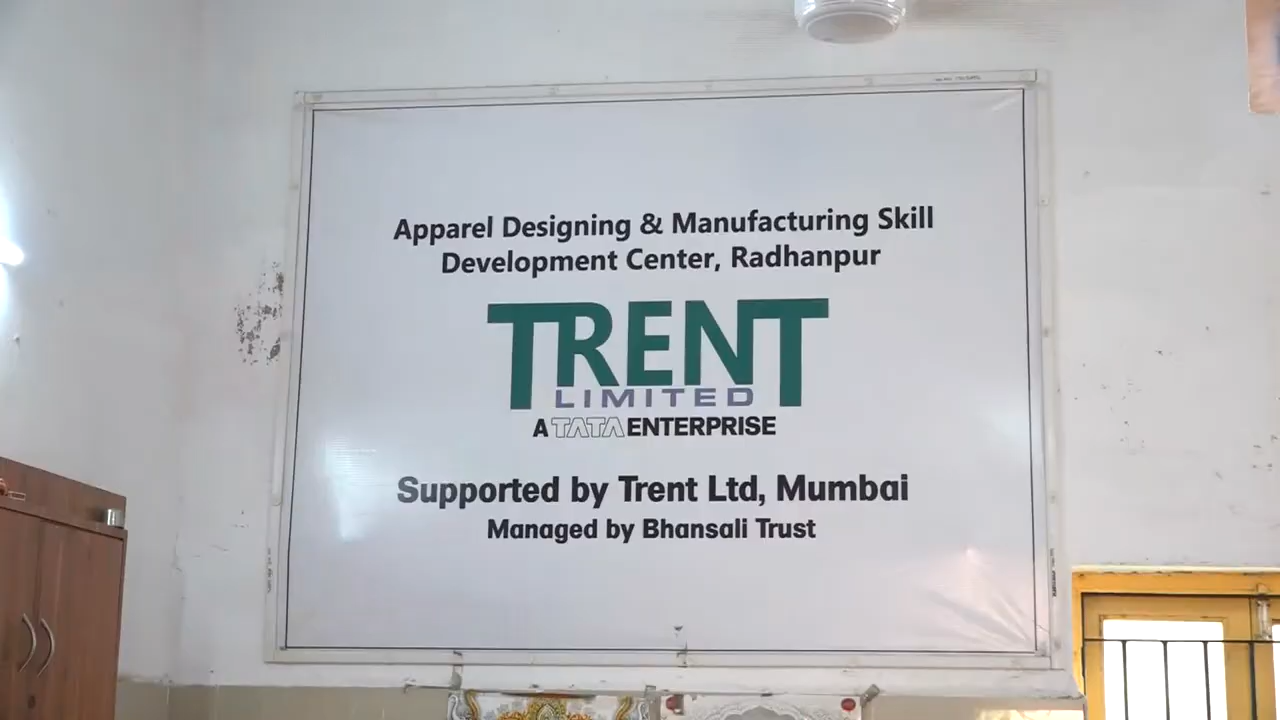 Apparel Designing & Manufacturing Skill
Development Center, Radhanpur
TRENT
LIMITED
A TATA ENTERPRISE
Supported by Trent Ltd, Mumbai
Managed by Bhansali Trust